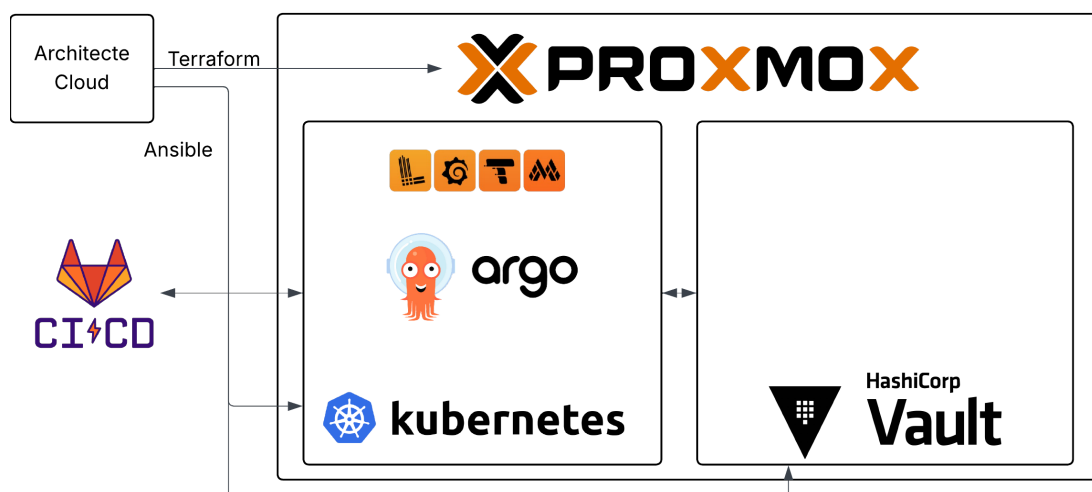 Architecte
Cloud
Terraform
PROXMOX
Ansible
argo
CI CD
kubernetes
HashiCorp
Vault